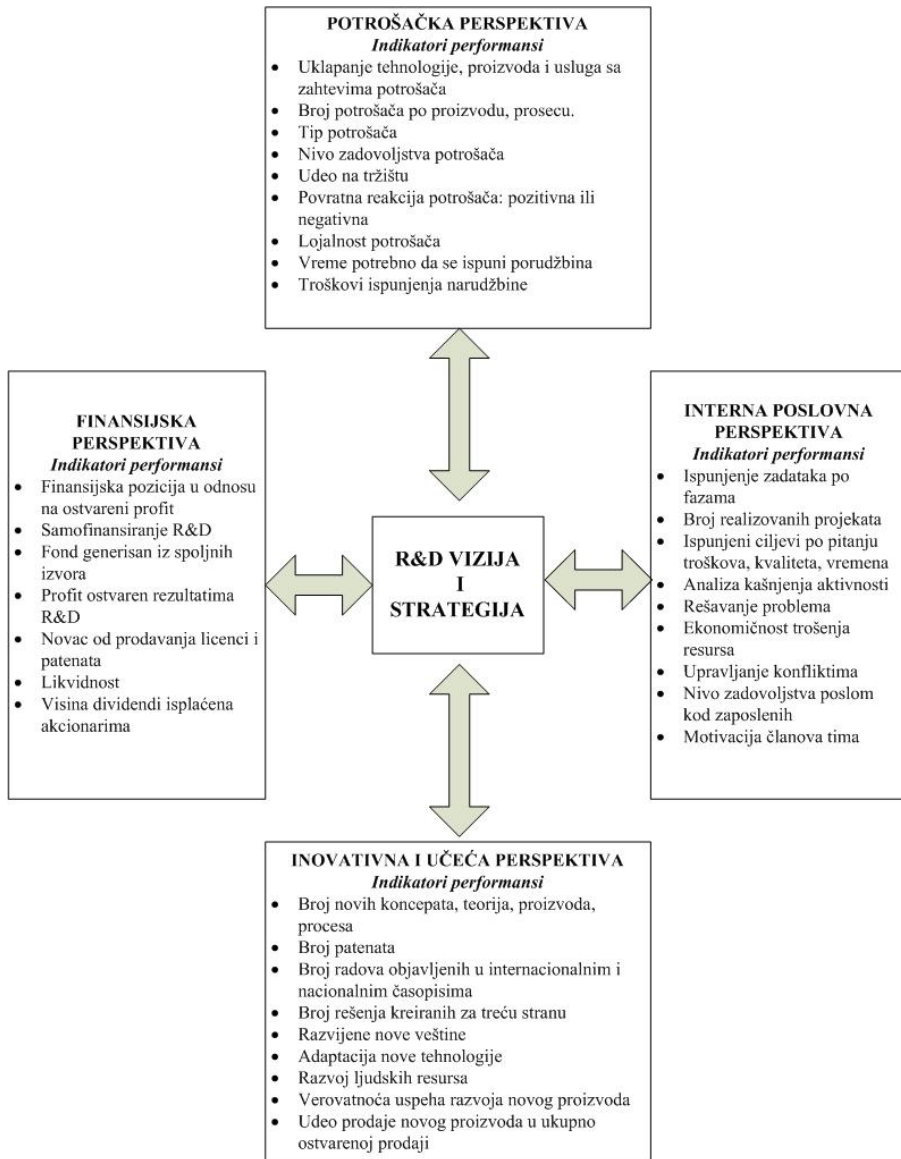 POTROŠAČKA PERSPEKTIVA
Indikatori performansi
• Uklapanje tehnologije, proizvoda i usluga sa
zahtevima potrošača
• Broj potrošača po proizvodu, prosecu.
• Tip potrošača
• Nivo zadovoljstva potrošača
• Udeo na tržištu
• Povratna reakcija potrošača: pozitivna ili
negativna
• Lojalnost potrošača
• Vreme potrebno da se ispuni porudžbina
• Troškovi ispunjenja narudžbine
FINANSIJSKA
PERSPEKTIVA
Indikatori performansi
• Finansijska pozicija u odnosu
na ostvareni profit
• Samofinansiranje R&D
• Fond generisan iz spoljnih
izvora
• Profit ostvaren rezultatima
R&D
• Novac od prodavanja licenci i
patenata
• Likvidnost
• Visina dividendi isplaćena
akcionarima
R&D VIZIJA
I
STRATEGIJA
INTERNA POSLOVNA
PERSPEKTIVA
Indikatori performansi
• Ispunjenje zadataka po
fazama
• Broj realizovanih projekata
• Ispunjeni ciljevi po pitanju
troškova, kvaliteta, vremena
• Analiza kašnjenja aktivnosti
• Rešavanje problema
• Ekonomičnost trošenja
resursa
• Upravljanje konfliktima
• Nivo zadovoljstva poslom
kod zaposlenih
• Motivacija članova tima
INOVATIVNA I UČEĆA PERSPEKTIVA
Indikatori performansi
• Broj novih koncepata, teorija, proizvoda,
procesa
• Broj patenata
• Broj radova objavljenih u internacionalnim i
nacionalnim časopisima
• Broj rešenja kreiranih za treću stranu
• Razvijene nove veštine
• Adaptacija nove tehnologije
• Razvoj ljudskih resursa
• Verovatnoća uspeha razvoja novog proizvoda
• Udeo prodaje novog proizvoda u ukupno
ostvarenoj prodaji